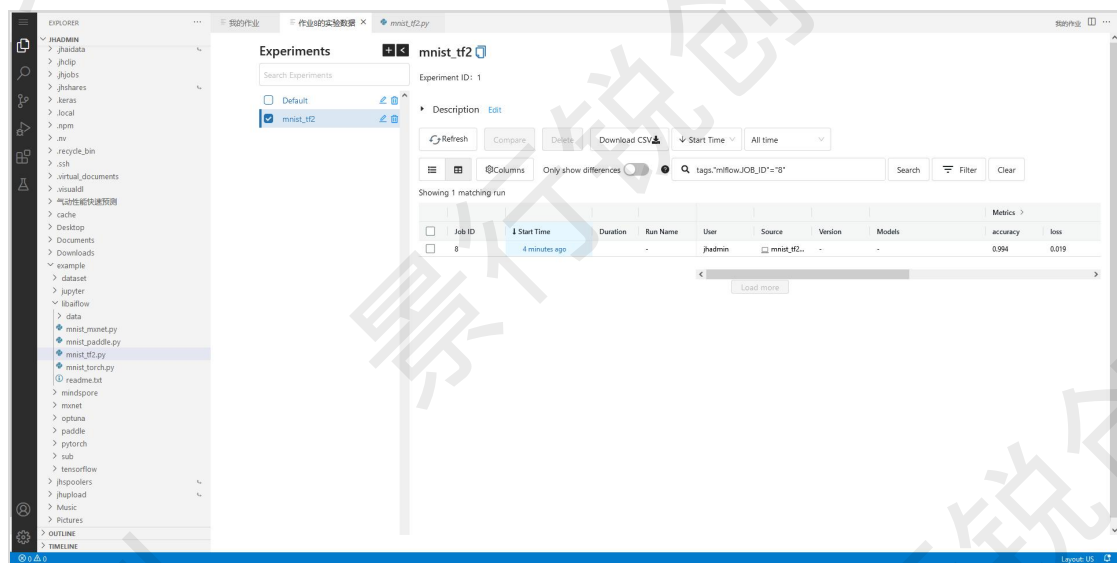 EXPLORER ···
我的作业
作业8的实验数据 ×
mnist_tf2.py
我的作业 ···
JHADMIN
.jhaidata
.jhclip
.jhjobs
.jhshares
.keras
.local
.npm
.nv
.recycle_bin
.ssh
.virtual_documents
.visualdl
气动性能快速预测
cache
Desktop
Documents
Downloads
example
dataset
jupyter
libaiflow
data
mnist_mxnet.py
mnist_paddle.py
mnist_tf2.py
mnist_torch.py
readme.txt
mindspore
mxnet
optuna
paddle
pytorch
sub
tensorflow
jhspoolers
jhupload
Music
Pictures
OUTLINE
TIMELINE
Experiments + <
Search Experiments
Default
mnist_tf2
mnist_tf2
Experiment ID: 1
Description Edit
Refresh Compare Delete Download CSV Start Time All time
Columns Only show differences tags."mlflow.JOB_ID"="8" Search Filter Clear
Showing 1 matching run
Metrics >
Job ID ↓ Start Time Duration Run Name User Source Version Models accuracy loss
8 4 minutes ago - jhadmin mnist_tf2... - - 0.994 0.019
Load more
0 0 Layout: US
景行锐创